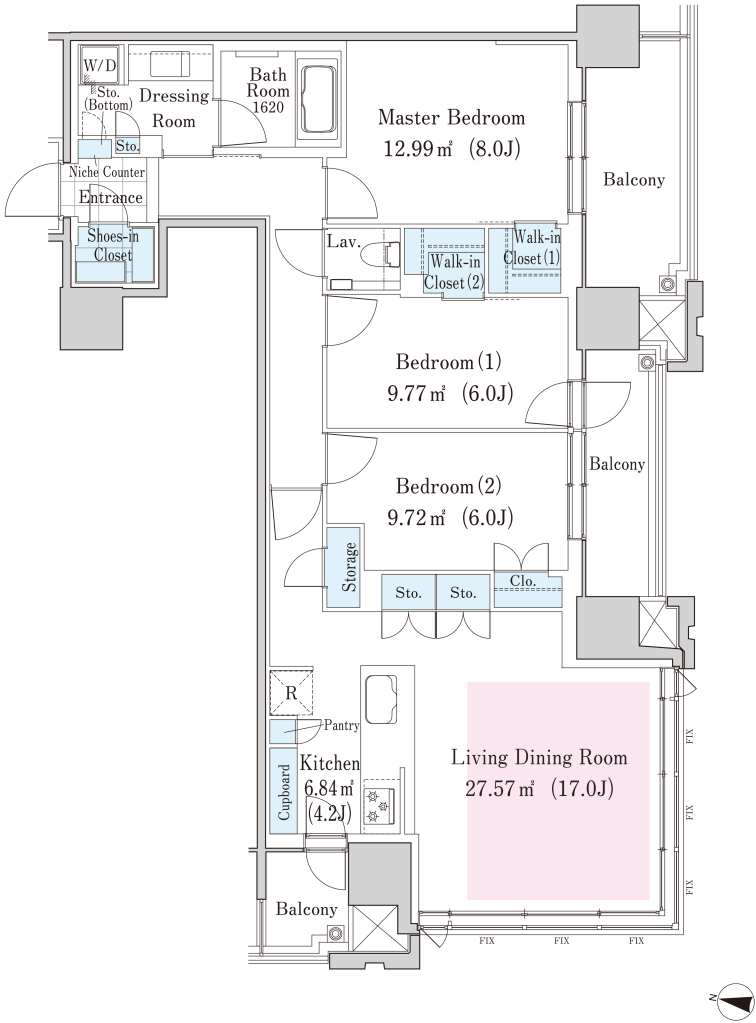 W/D
Sto.
(Bottom)
Dressing
Room
Bath
Room
1620
Sto.
Niche Counter
Entrance
Shoes-in
Closet
Master Bedroom
12.99㎡ (8.0J)
Balcony
Lav.
Walk-in
Closet(2)
Walk-in
Closet(1)
Bedroom(1)
9.77㎡ (6.0J)
Bedroom(2)
9.72㎡ (6.0J)
Balcony
Storage
Sto.
Sto.
Clo.
R
Pantry
Kitchen
6.84㎡
(4.2J)
Cupboard
Living Dining Room
27.57㎡ (17.0J)
FIX
FIX
FIX
Balcony
FIX
FIX
FIX
N